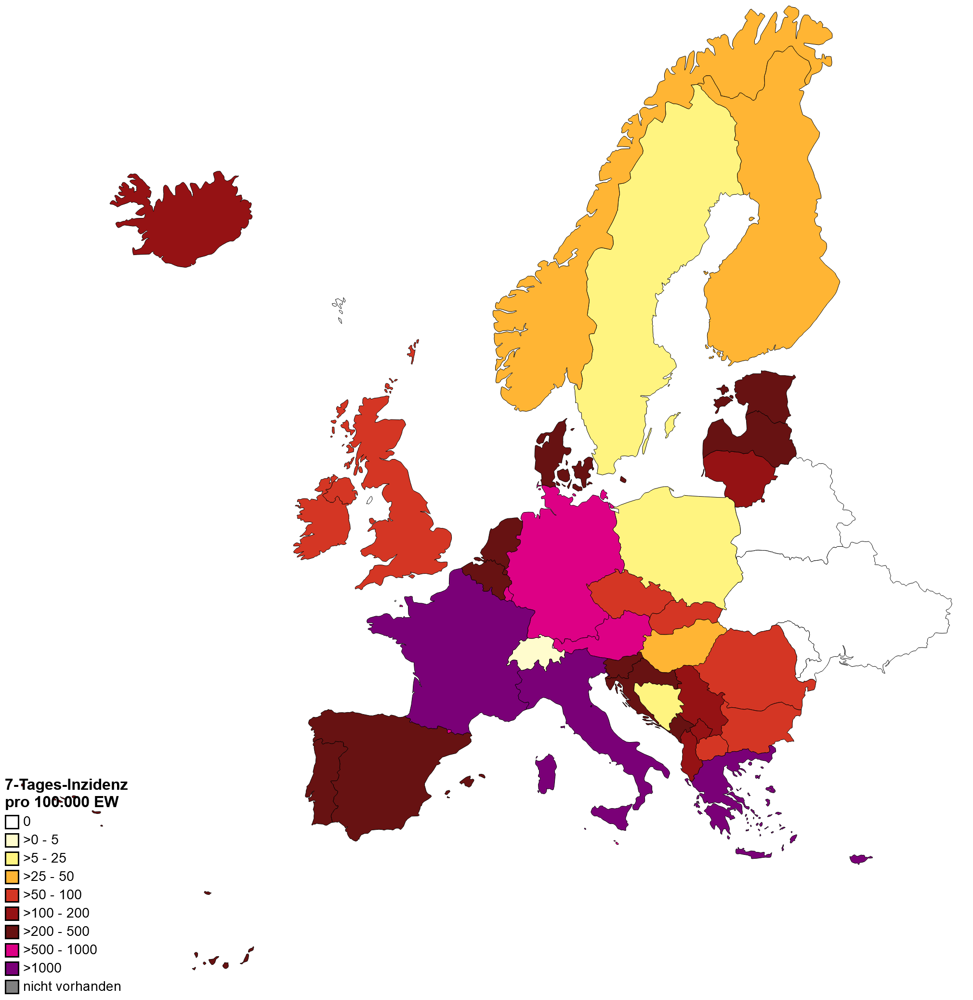 7-Tages-Inzidenz
pro 100.000 EW
0
>0 - 5
>5 - 25
>25 - 50
>50 - 100
>100 - 200
>200 - 500
>500 - 1000
>1000
nicht vorhanden